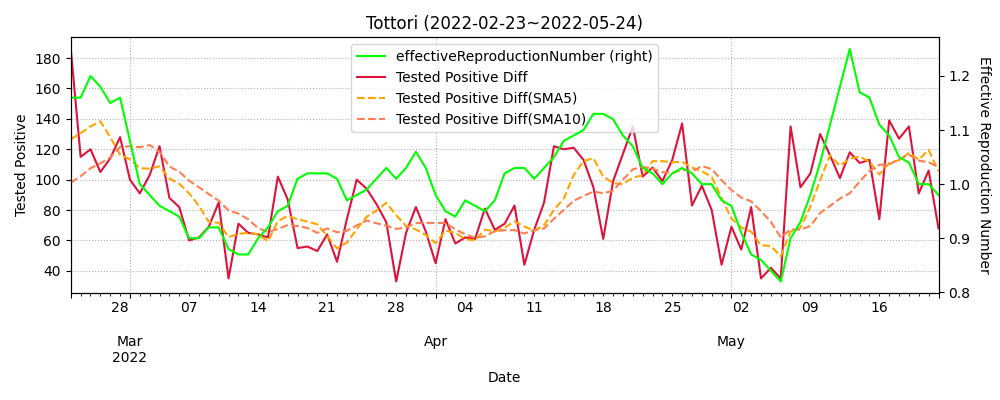 Tottori (2022-02-23~2022-05-24)
effectiveReproductionNumber (right)
Tested Positive Diff
Tested Positive Diff(SMA5)
Tested Positive Diff(SMA10)
Tested Positive
180
160
140
120
100
80
60
40
1.2
1.1
1.0
0.9
0.8
Effective Reproduction Number
28 07 14 21 28 04 11 18 25 02 09 16
Mar Apr May
2022
Date